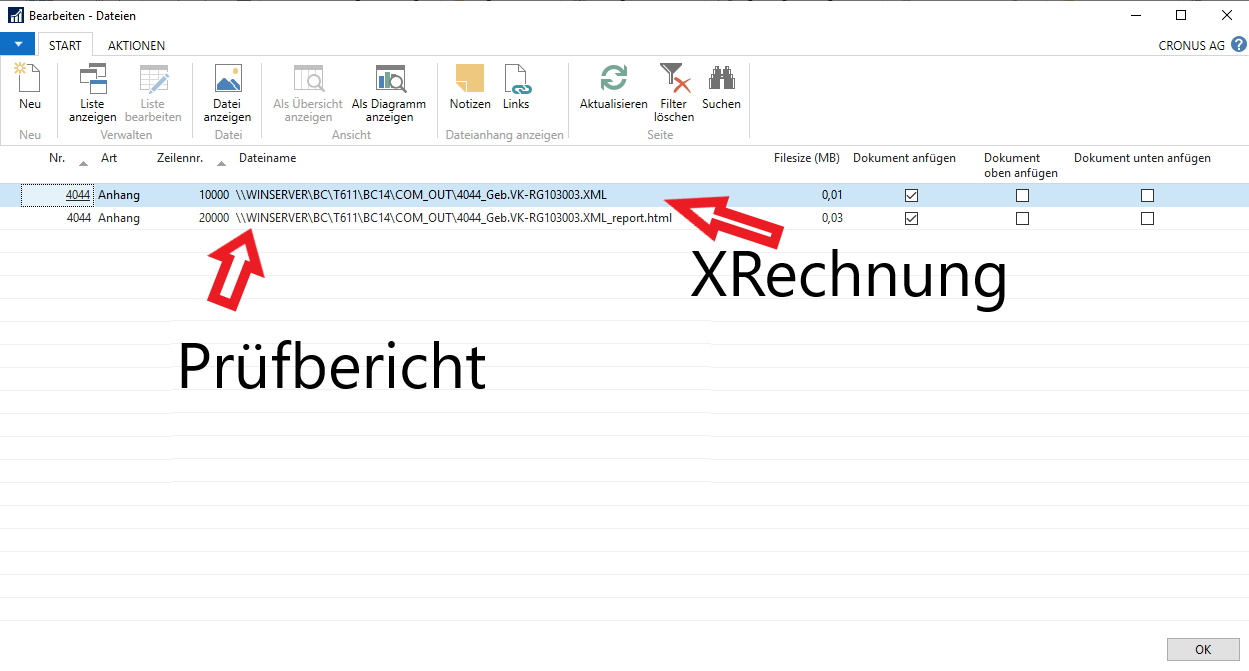 Bearbeiten - Dateien
START AKTIONEN CRONUS AG ?
Neu Liste anzeigen Liste bearbeiten Datei anzeigen Als Übersicht anzeigen Als Diagramm anzeigen Notizen Links Aktualisieren Filter löschen Suchen
Neu Verwalten Datei Ansicht Dateianhang anzeigen Seite
Nr. Art Zeilennr. Dateiname Filesize (MB) Dokument anfügen Dokument oben anfügen Dokument unten anfügen
4044 Anhang 10000 \\WINSERVER\BC\T611\BC14\COM_OUT\4044_Geb.VK-RG103003.XML 0,01
4044 Anhang 20000 \\WINSERVER\BC\T611\BC14\COM_OUT\4044_Geb.VK-RG103003.XML_report.html 0,03
XRechnung
Prüfbericht
OK